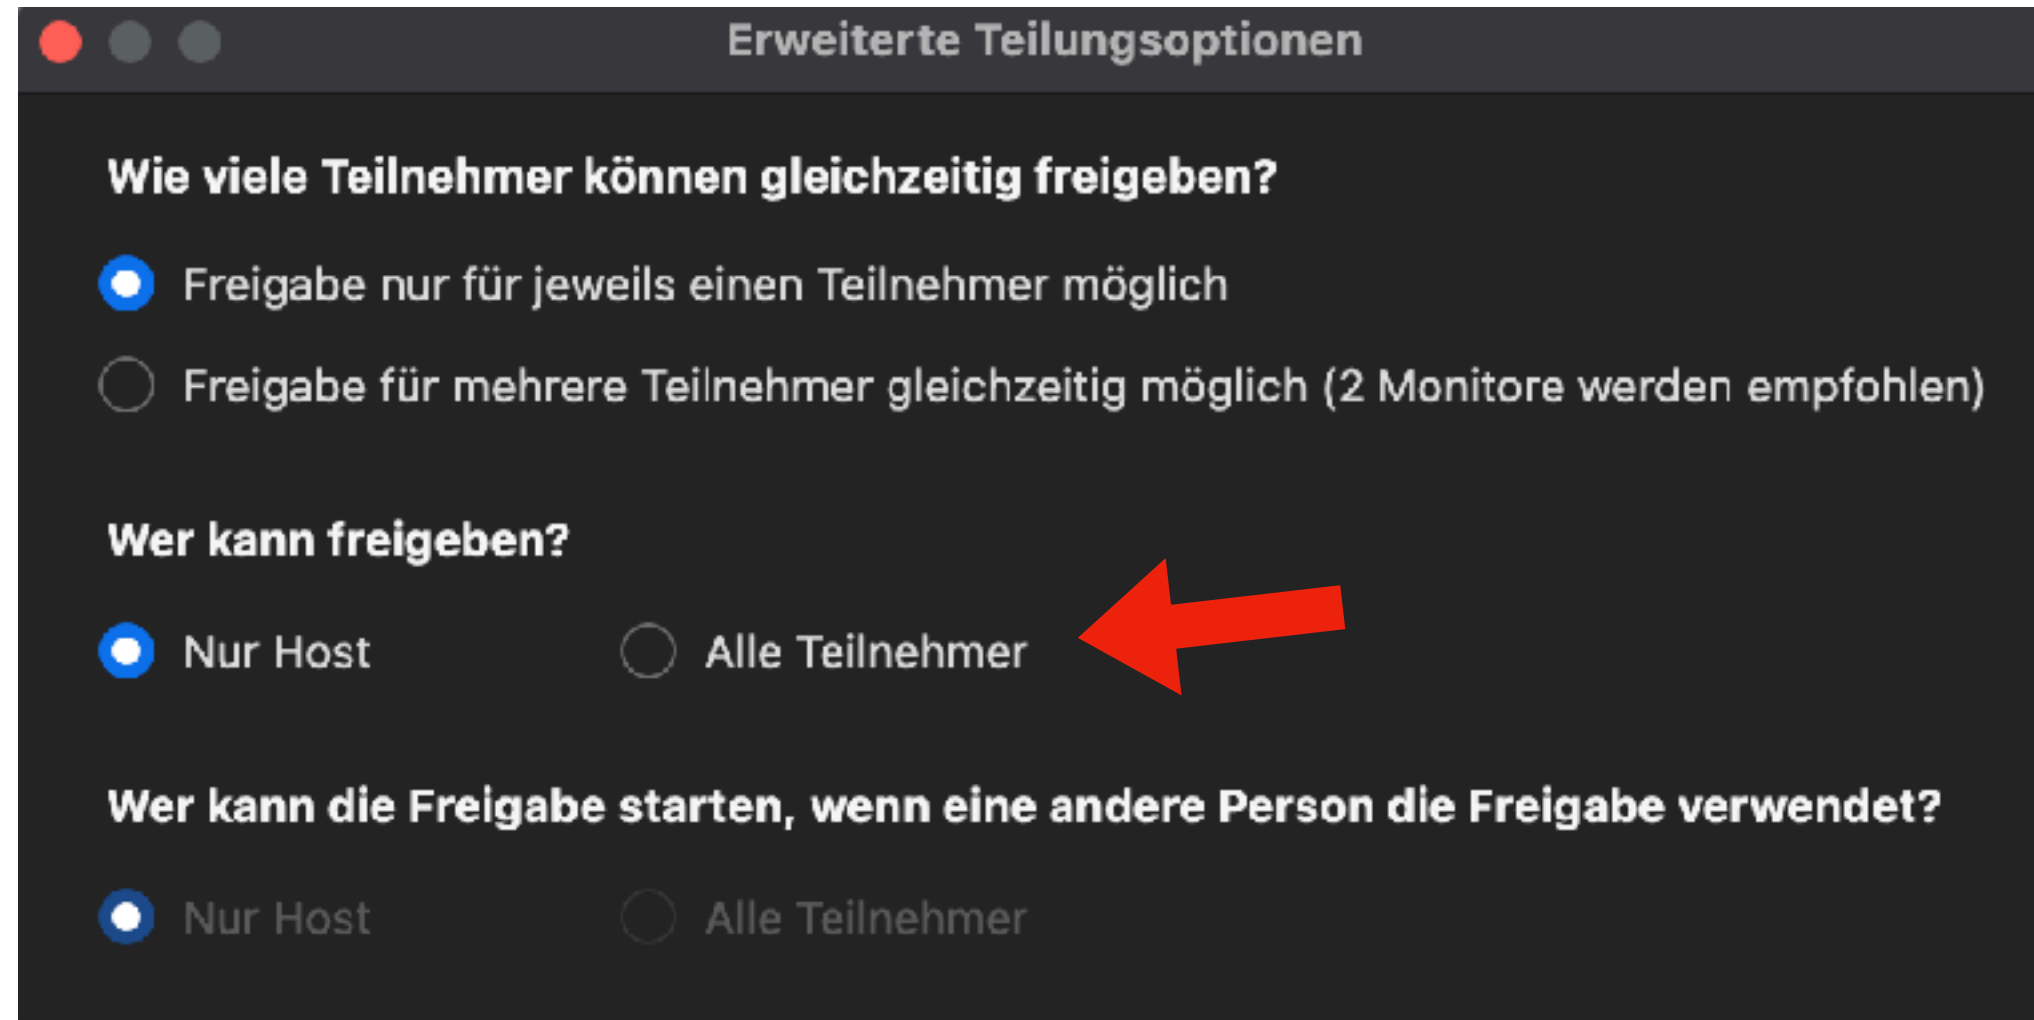 Erweiterte Teilungsoptionen
Wie viele Teilnehmer können gleichzeitig freigeben?
Freigabe nur für jeweils einen Teilnehmer möglich
Freigabe für mehrere Teilnehmer gleichzeitig möglich (2 Monitore werden empfohlen)
Wer kann freigeben?
Nur Host Alle Teilnehmer
Wer kann die Freigabe starten, wenn eine andere Person die Freigabe verwendet?
Nur Host Alle Teilnehmer